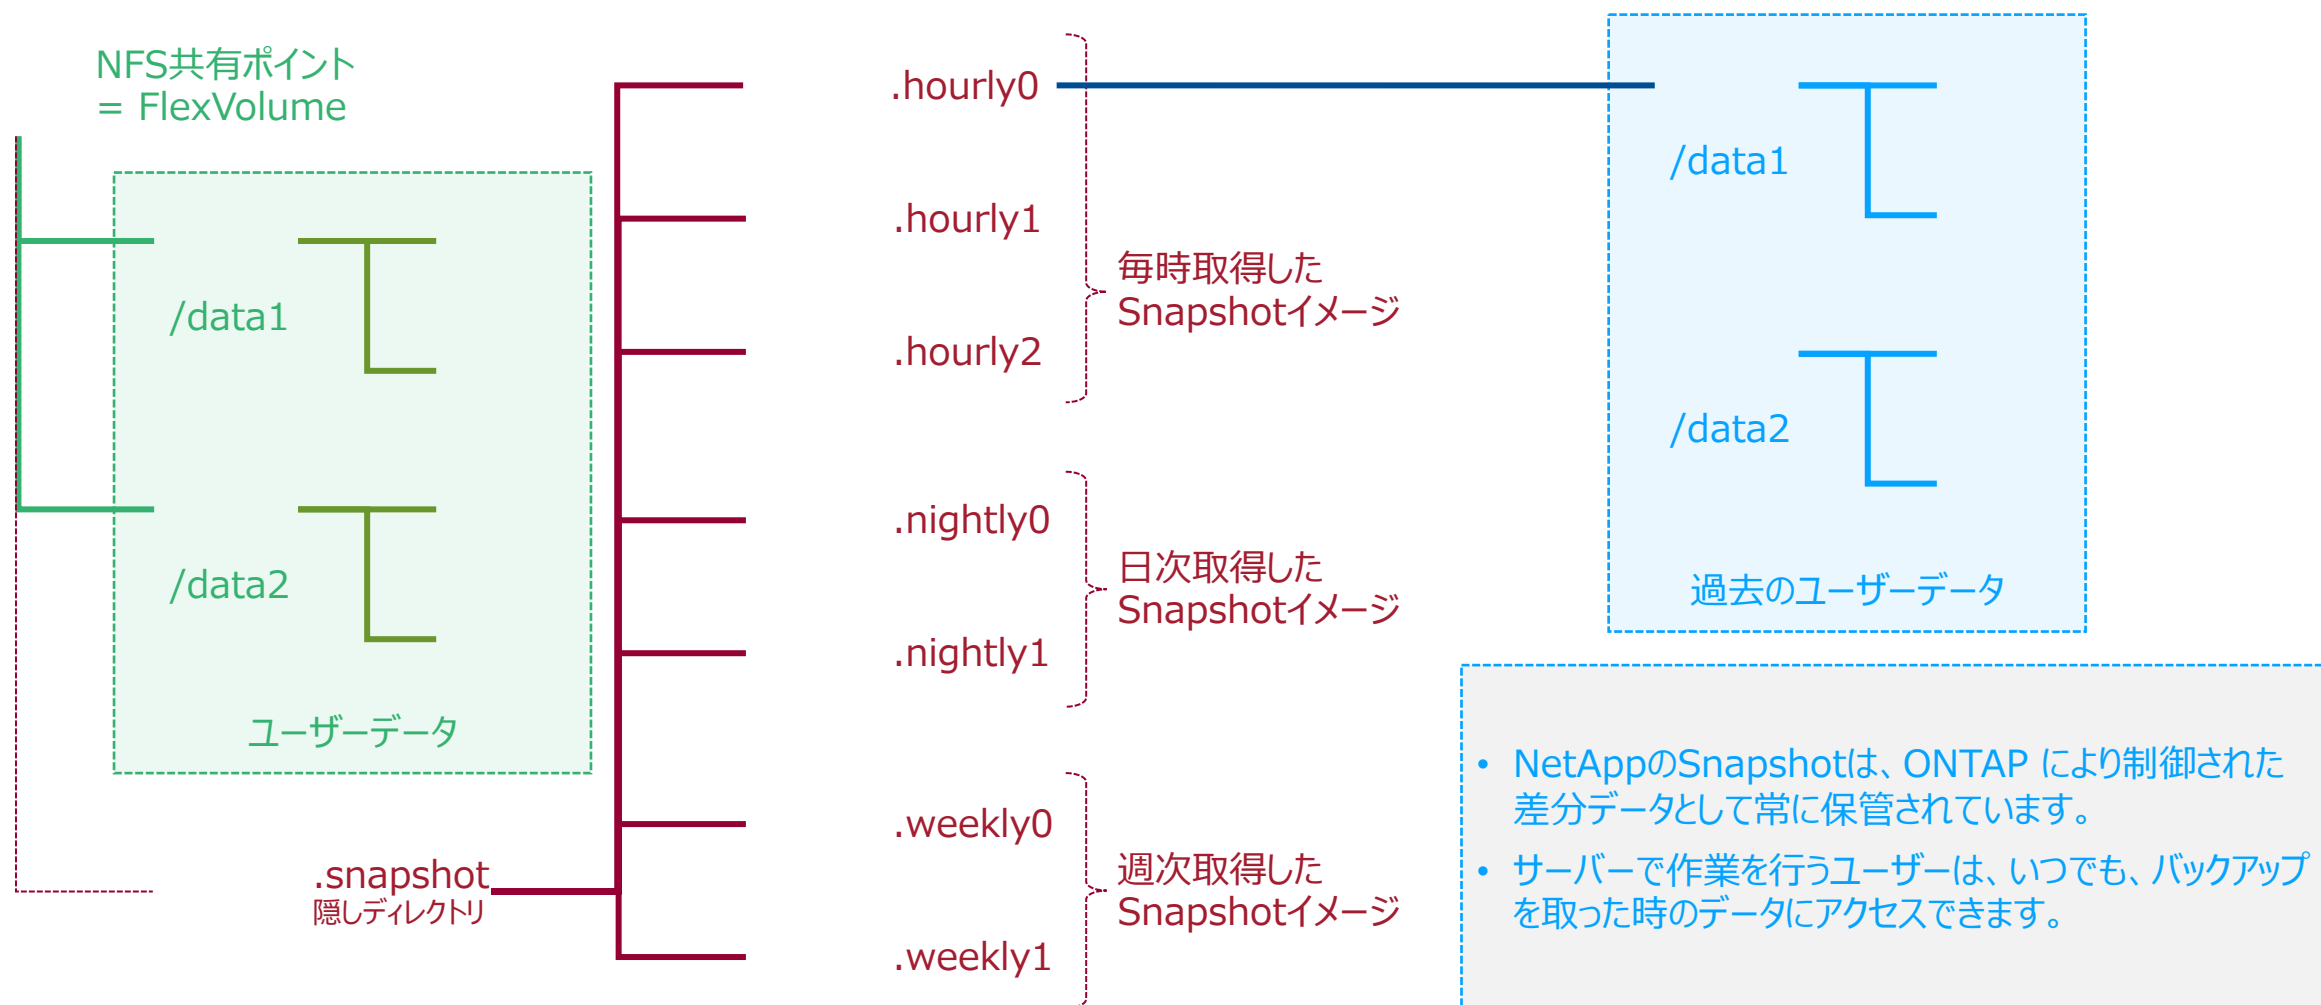 NFS共有ポイント
= FlexVolume
/data1
/data2
ユーザーデータ
.snapshot
隠しディレクトリ
.hourly0
.hourly1
.hourly2
毎時取得した
Snapshotイメージ
.nightly0
.nightly1
日次取得した
Snapshotイメージ
.weekly0
.weekly1
週次取得した
Snapshotイメージ
/data1
/data2
過去のユーザーデータ
• NetAppのSnapshotは、ONTAP により制御された
差分データとして常に保管されています。
• サーバーで作業を行うユーザーは、いつでも、バックアップ
を取った時のデータにアクセスできます。